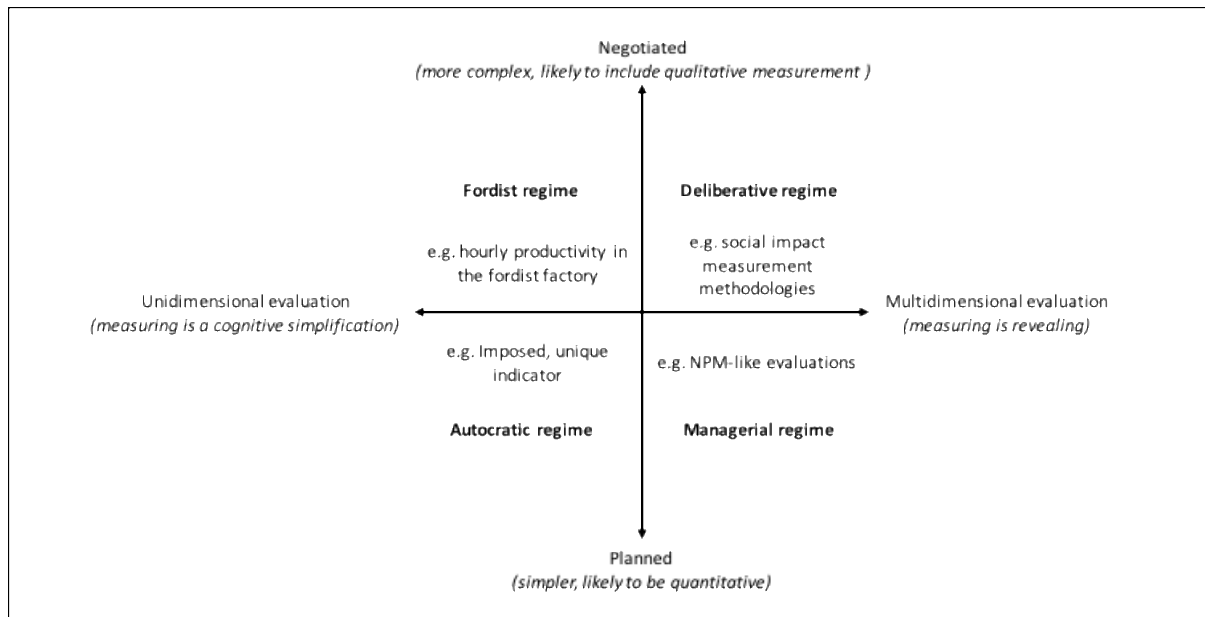 Negotiated
(more complex, likely to include qualitative measurement )
Fordist regime
Deliberative regime
e.g. hourly productivity in
the fordist factory
e.g. social impact
measurement
methodologies
Unidimensional evaluation
(measuring is a cognitive simplification)
Multidimensional evaluation
(measuring is revealing)
e.g. Imposed, unique
indicator
e.g. NPM-like evaluations
Autocratic regime
Managerial regime
Planned
(simpler, likely to be quantitative)